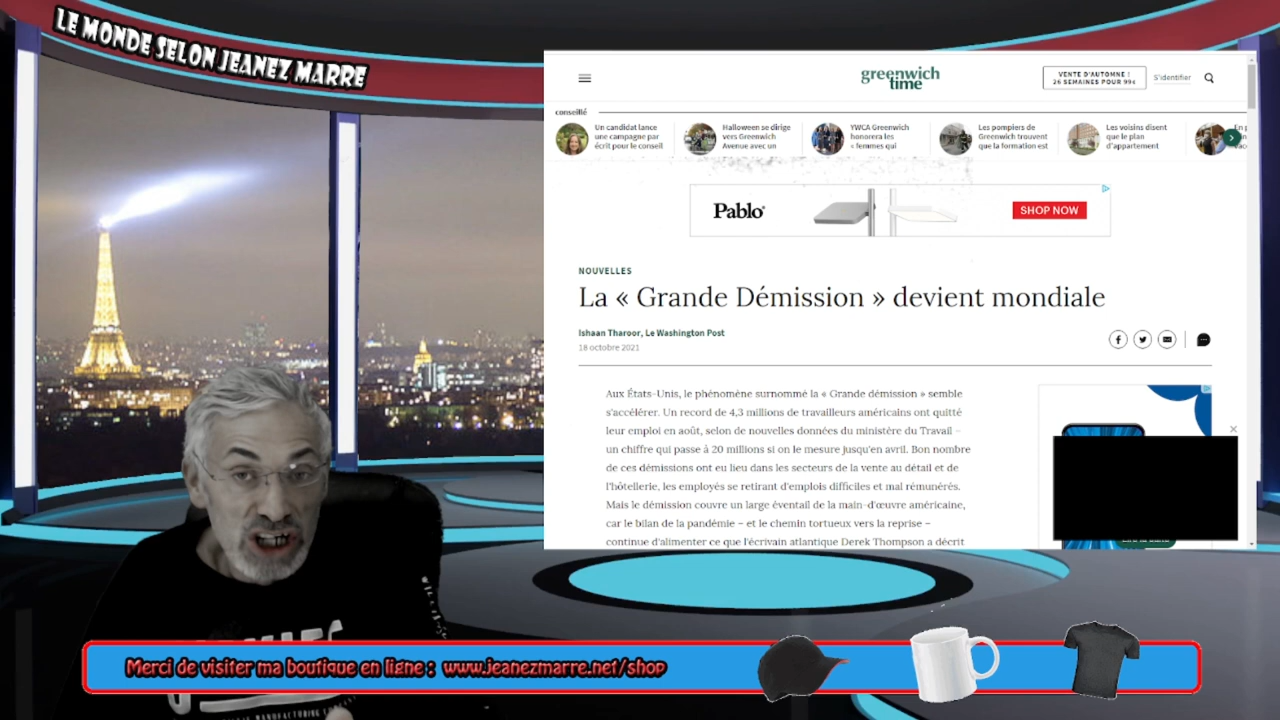 LE MONDE SELON JEANEZ MARRE
greenwich
time
VENTE D'AUTOMNE !
26 SEMAINES POUR 99¢
S'identifier
conseillé
Un candidat lance
une campagne par
écrit pour le conseil
Halloween se dirige
vers Greenwich
Avenue avec un
YWCA Greenwich
honorera les
« femmes qui
Les pompiers de
Greenwich trouvent
que la formation est
Les voisins disent
que le plan
d'appartement
Pablo
SHOP NOW
NOUVELLES
La « Grande Démission » devient mondiale
Ishaan Tharoor, Le Washington Post
18 octobre 2021
Aux États-Unis, le phénomène surnommé la « Grande démission » semble
s'accélérer. Un record de 4,3 millions de travailleurs américains ont quitté
leur emploi en août, selon de nouvelles données du ministère du Travail –
un chiffre qui passe à 20 millions si on le mesure jusqu'en avril. Bon nombre
de ces démissions ont eu lieu dans les secteurs de la vente au détail et de
l'hôtellerie, les employés se retirant d'emplois difficiles et mal rémunérés.
Mais le démission couvre un large éventail de la main-d'œuvre américaine,
car le bilan de la pandémie – et le chemin tortueux vers la reprise –
continue d'alimenter ce que l'écrivain atlantique Derek Thompson a décrit
Merci de visiter ma boutique en ligne : www.jeanezmarre.net/shop